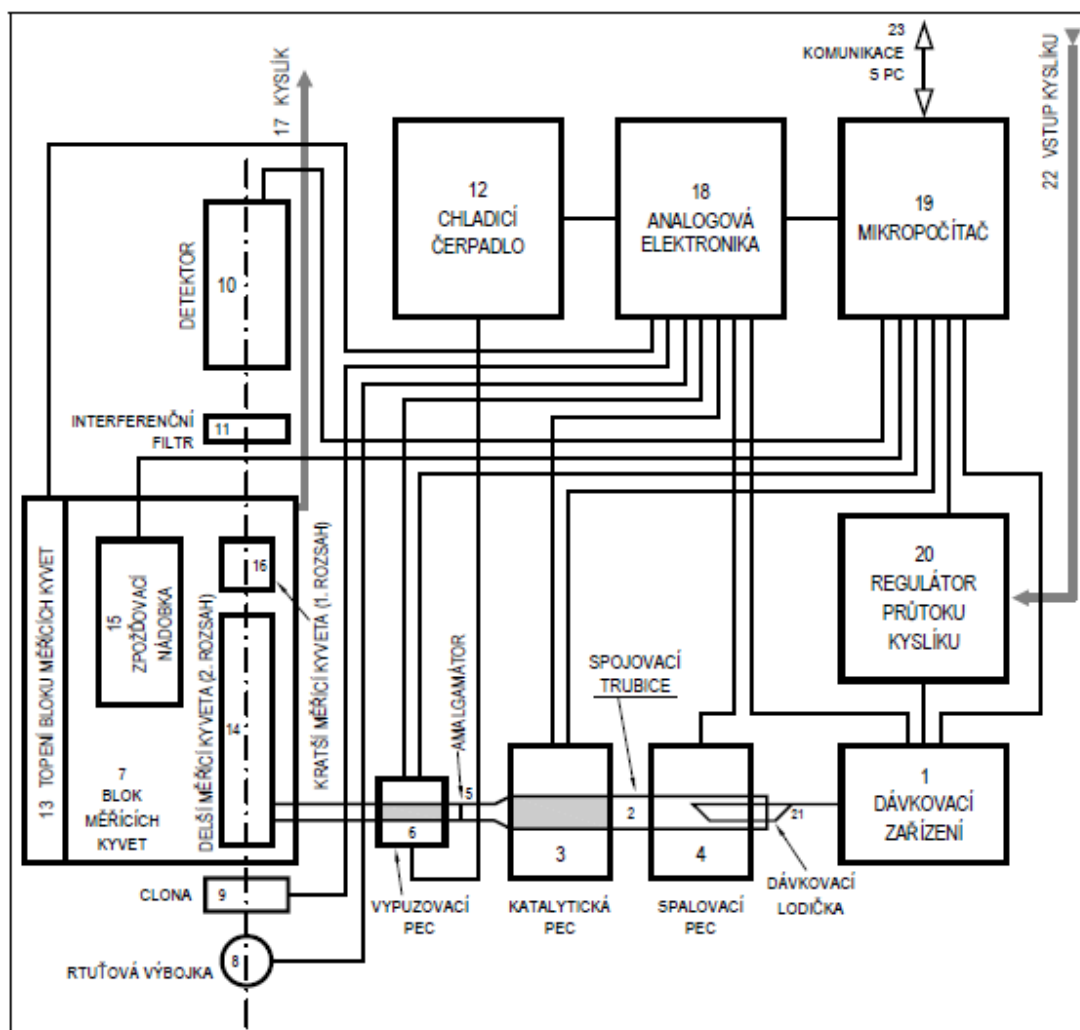 23
KOMUNIKACE
S PC
17 KYSLÍK
22 VSTUP KYSLÍKU
12
CHLADICÍ
ČERPADLO
18
ANALOGOVÁ
ELEKTRONIKA
19
MIKROPOČÍTAČ
DETEKTOR
10
INTERFERENČNÍ
FILTR
11
13 TOPENÍ BLOKU MĚŘICÍCH KYVET
15
ZPOŽĎOVACÍ
NÁDOBKA
16
KRATŠÍ MĚŘÍCÍ KYVETA (1. ROZSAH)
DELŠÍ MĚŘÍCÍ KYVETA (2. ROZSAH)
14
7
BLOK
MĚŘÍCÍCH
KYVET
20
REGULÁTOR
PRŮTOKU
KYSLÍKU
SPOJOVACÍ
TRUBICE
AMALGAMÁTOR
5
6
2
21
3
4
1
DÁVKOVACÍ
ZAŘÍZENÍ
CLONA
9
VYPUZOVACÍ
PEC
KATALYTICKÁ
PEC
SPALOVACÍ
PEC
DÁVKOVACÍ
LODIČKA
RTUŤOVÁ VÝBOJKA
8